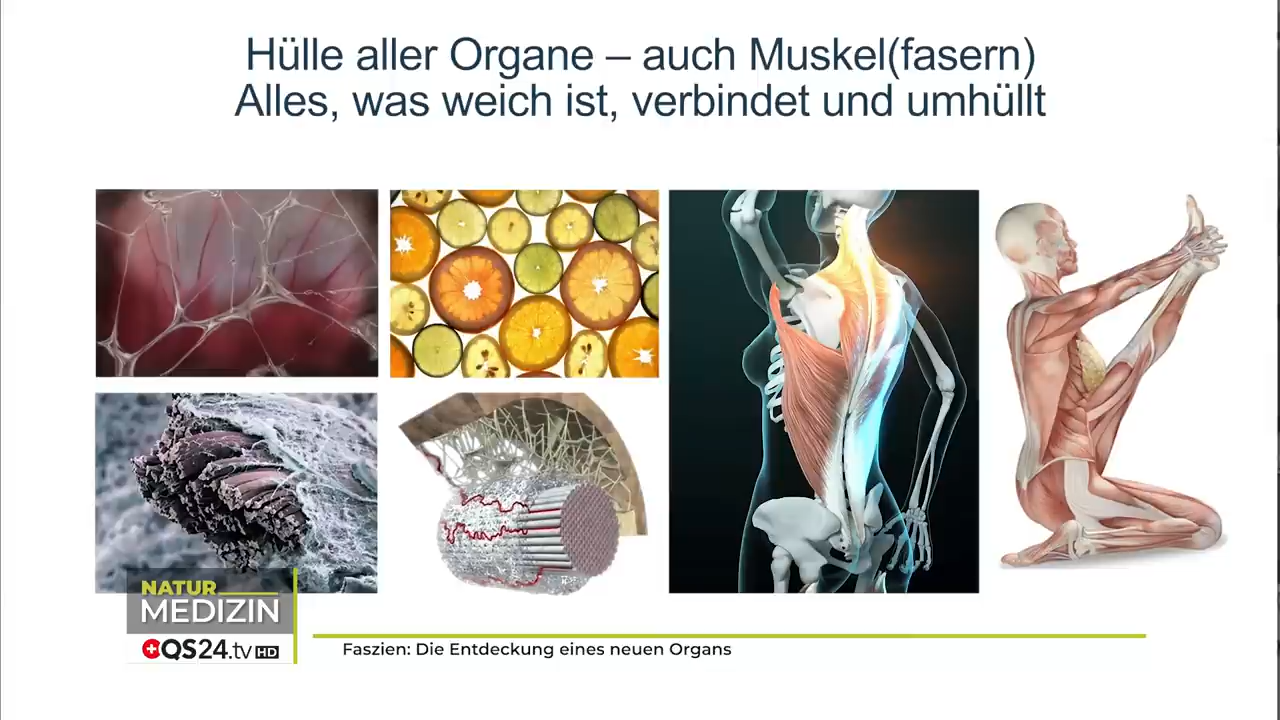 Hülle aller Organe – auch Muskel(fasern)
Alles, was weich ist, verbindet und umhüllt
NATUR
MEDIZIN
QS24.tv HD
Faszien: Die Entdeckung eines neuen Organs